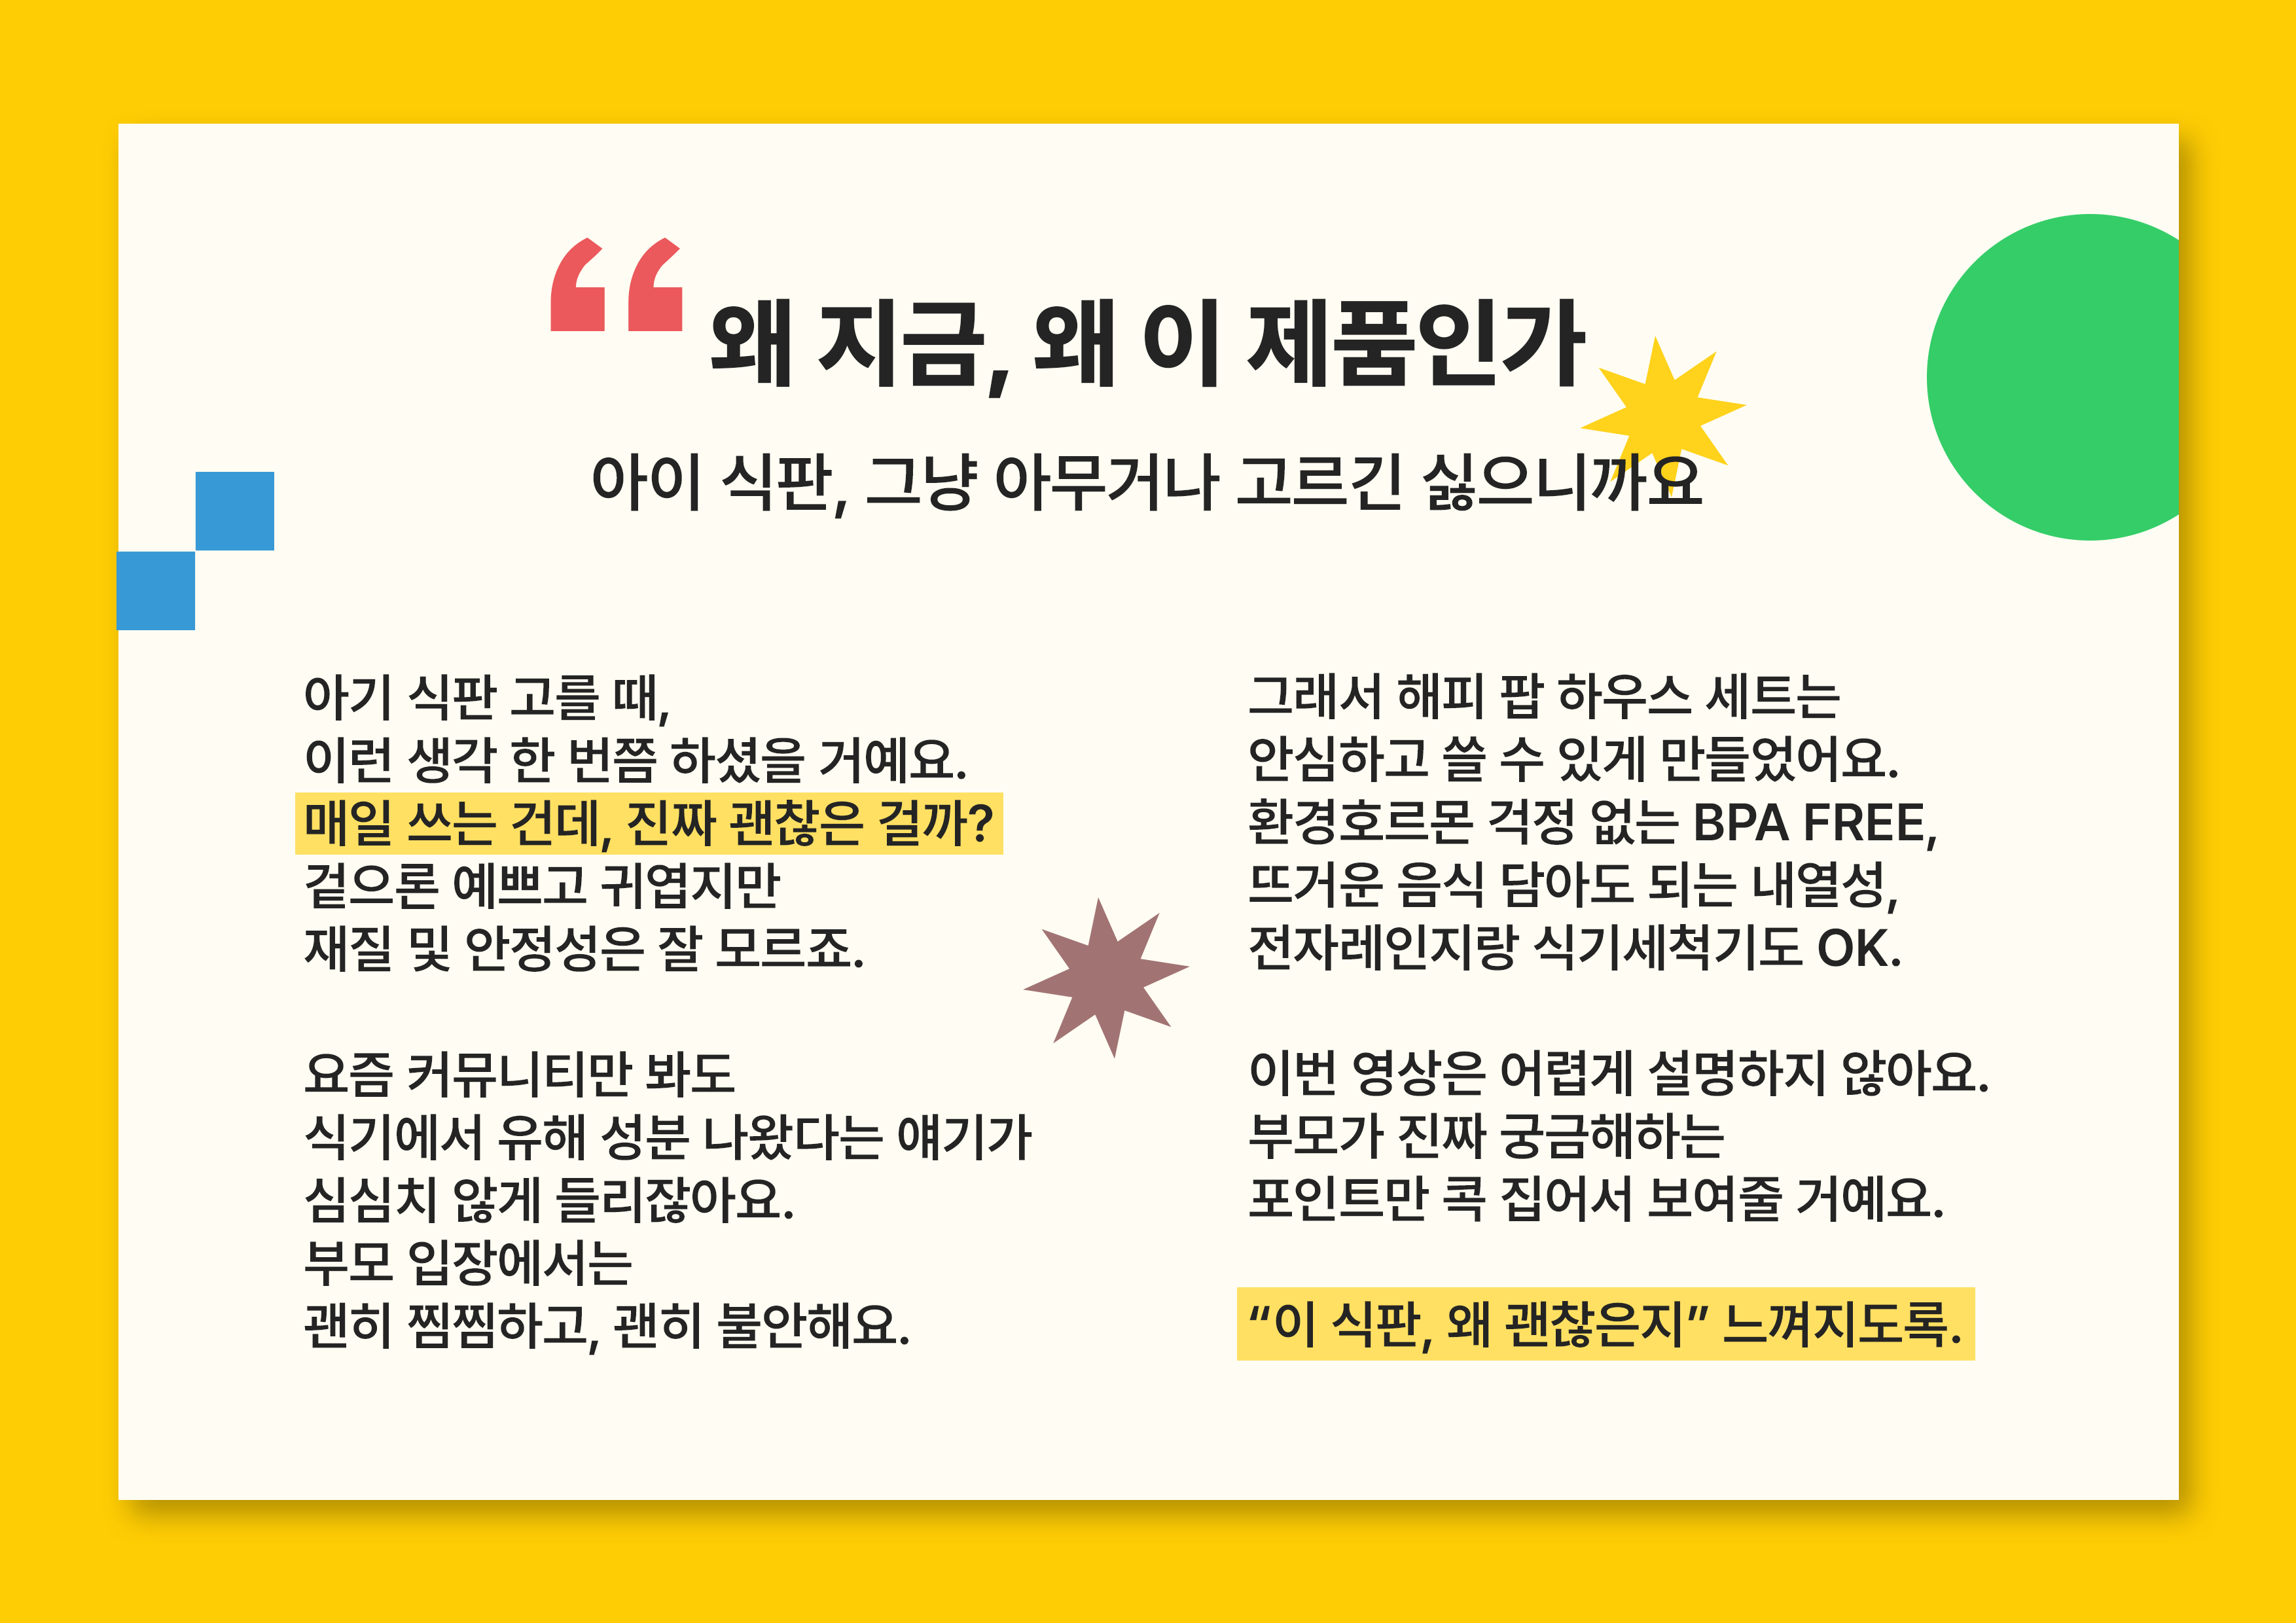 왜 지금, 왜 이 제품인가
아이 식판, 그냥 아무거나 고르긴 싫으니까요
아기 식판 고를 때,
이런 생각 한 번쯤 하셨을 거예요.
매일 쓰는 건데, 진짜 괜찮은 걸까?
겉으론 예쁘고 귀엽지만
재질 및 안정성은 잘 모르죠.
요즘 커뮤니티만 봐도
식기에서 유해 성분 나왔다는 얘기가
심심치 않게 들리잖아요.
부모 입장에서는
괜히 찜찜하고, 괜히 불안해요.
그래서 해피 팝 하우스 세트는
안심하고 쓸 수 있게 만들었어요.
환경호르몬 걱정 없는 BPA FREE,
뜨거운 음식 담아도 되는 내열성,
전자레인지랑 식기세척기도 OK.
이번 영상은 어렵게 설명하지 않아요.
부모가 진짜 궁금해하는
포인트만 콕 집어서 보여줄 거예요.
“이 식판, 왜 괜찮은지” 느껴지도록.